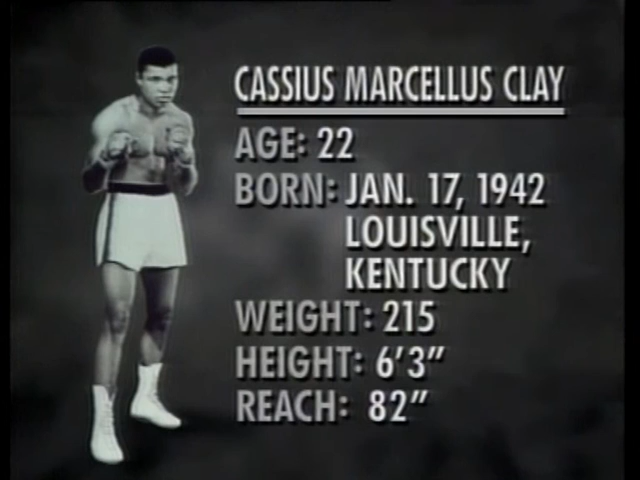 CASSIUS MARCELLUS CLAY
AGE: 22
BORN: JAN. 17, 1942
LOUISVILLE,
KENTUCKY
WEIGHT: 215
HEIGHT: 6'3"
REACH: 82"